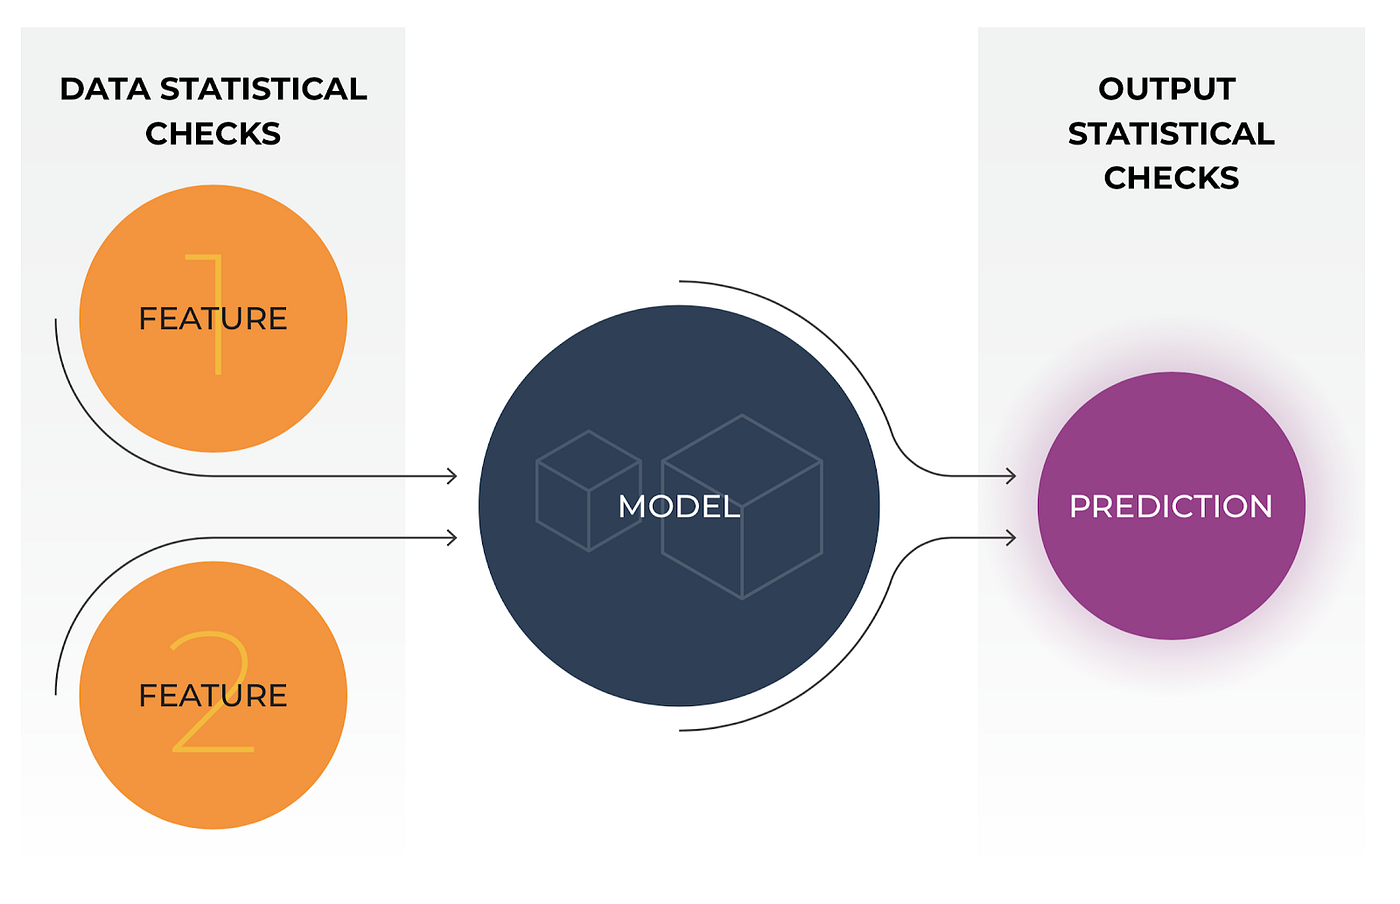 DATA STATISTICAL
CHECKS
1
FEATURE
2
FEATURE
MODEL
OUTPUT
STATISTICAL
CHECKS
PREDICTION